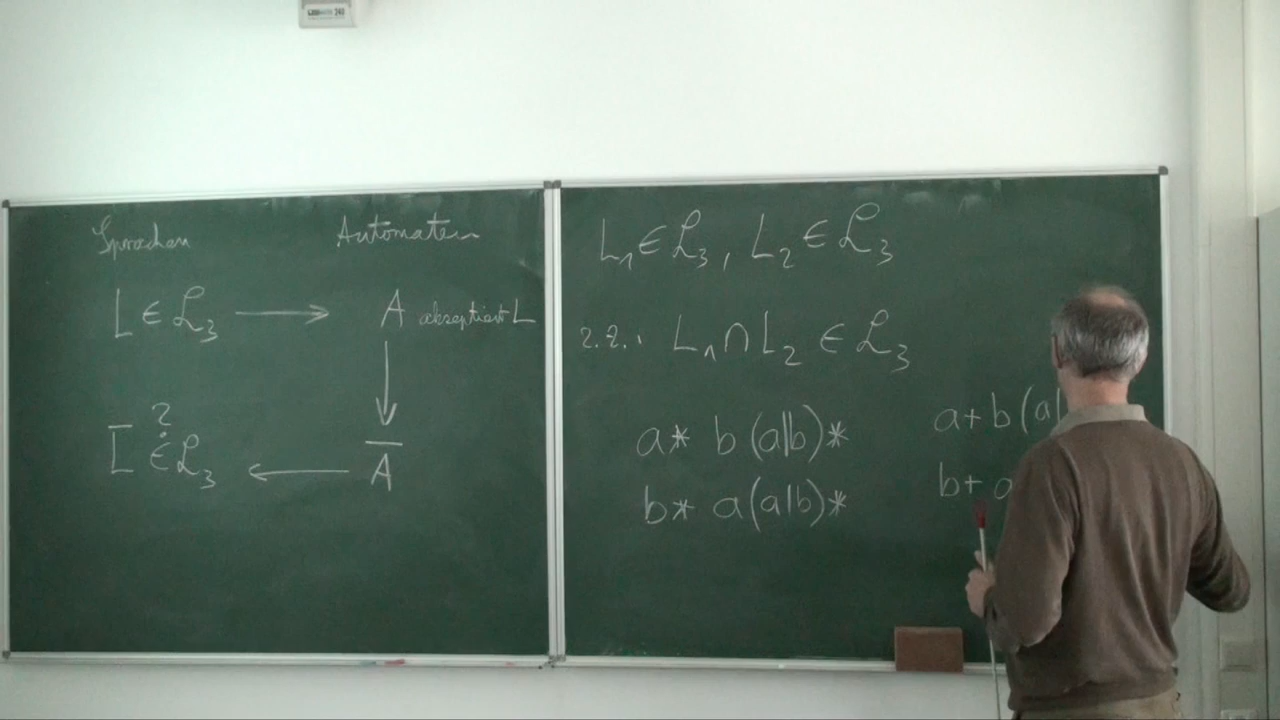 Sprachen
Automaten
L ∈ ℒ₃ → A akzeptiert L
↓
?
L̅ ∈ ℒ₃ ← A̅
L₁ ∈ ℒ₃, L₂ ∈ ℒ₃
z.z.: L₁ ∩ L₂ ∈ ℒ₃
a* b (a|b)*
b* a (a|b)*
a+ b (a|
b+